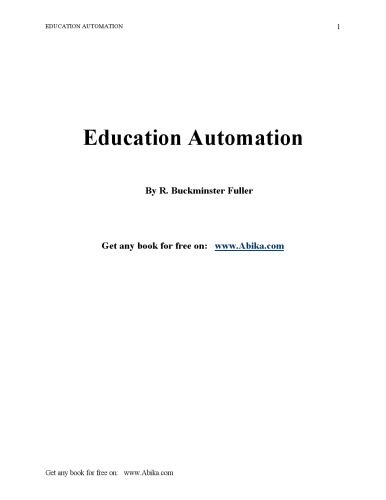 EDUCATION AUTOMATION 1
Education Automation
By R. Buckminster Fuller
Get any book for free on: www.Abika.com
Get any book for free on: www.Abika.com